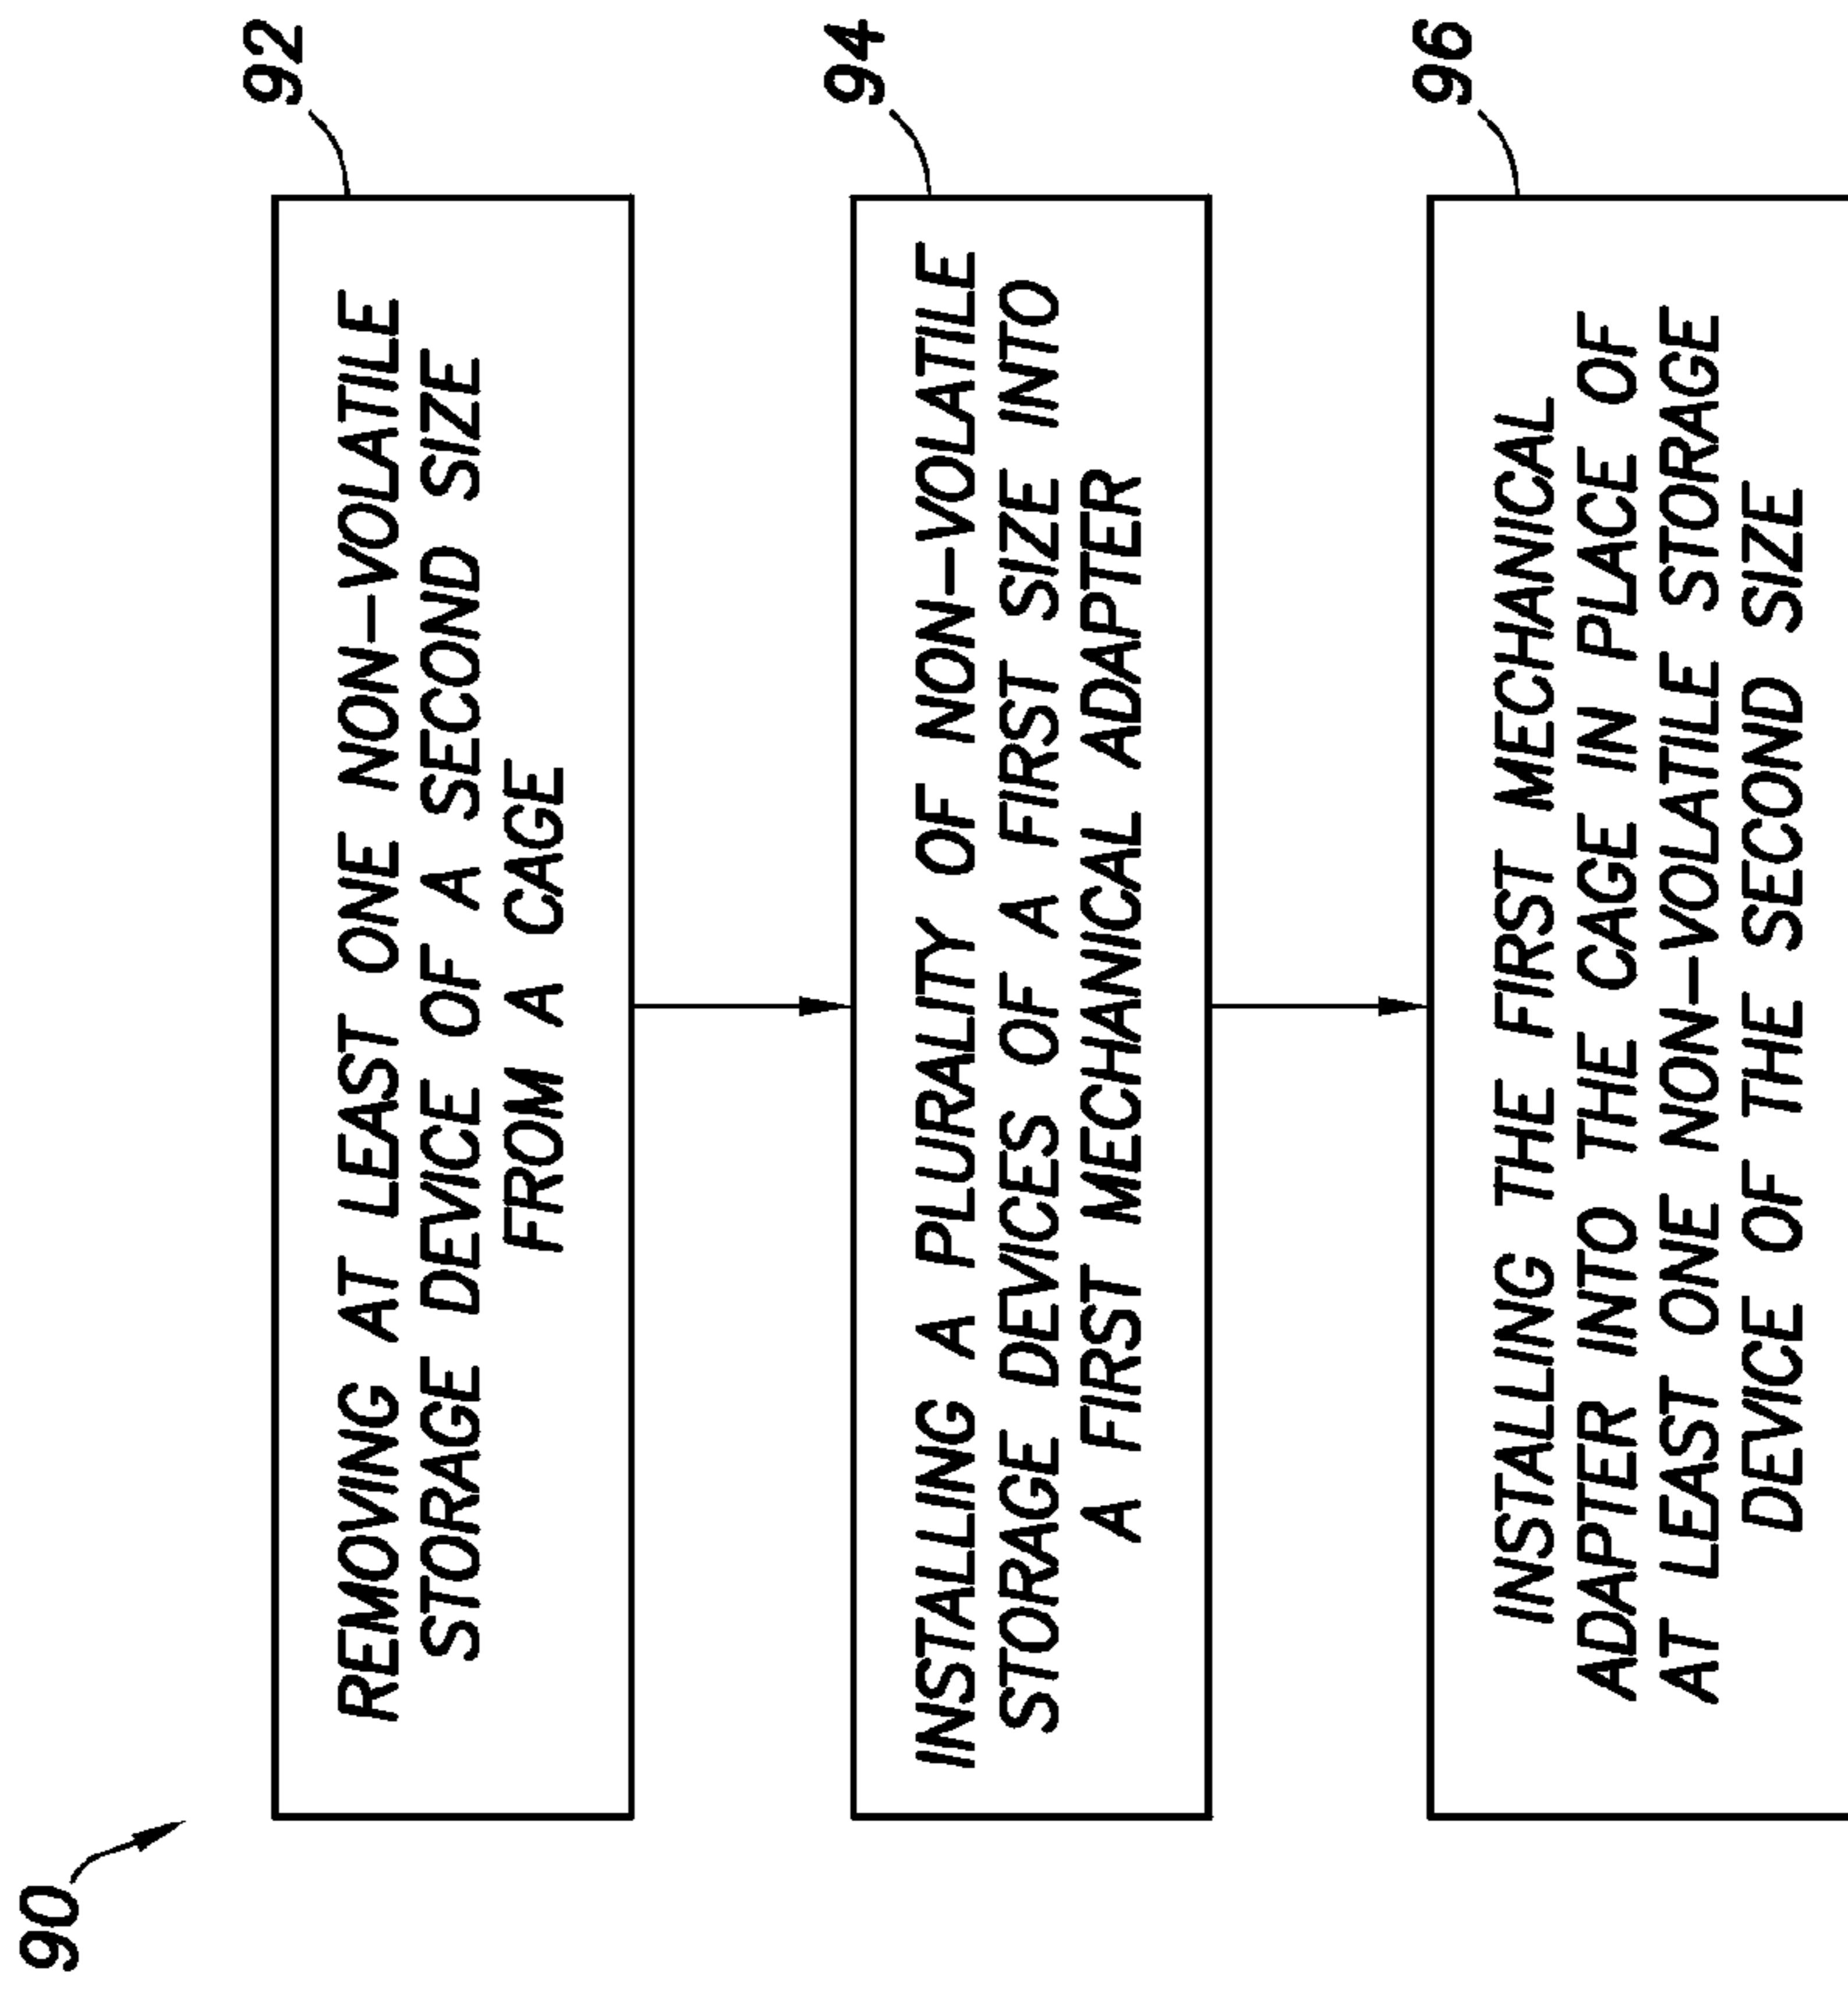 90
92
REMOVING AT LEAST ONE NON-VOLATILE
STORAGE DEVICE OF A SECOND SIZE
FROM A CAGE
94
INSTALLING A PLURALITY OF NON-VOLATILE
STORAGE DEVICES OF A FIRST SIZE INTO
A FIRST MECHANICAL ADAPTER
96
INSTALLING THE FIRST MECHANICAL
ADAPTER INTO THE CAGE IN PLACE OF
AT LEAST ONE NON-VOLATILE STORAGE
DEVICE OF THE SECOND SIZE